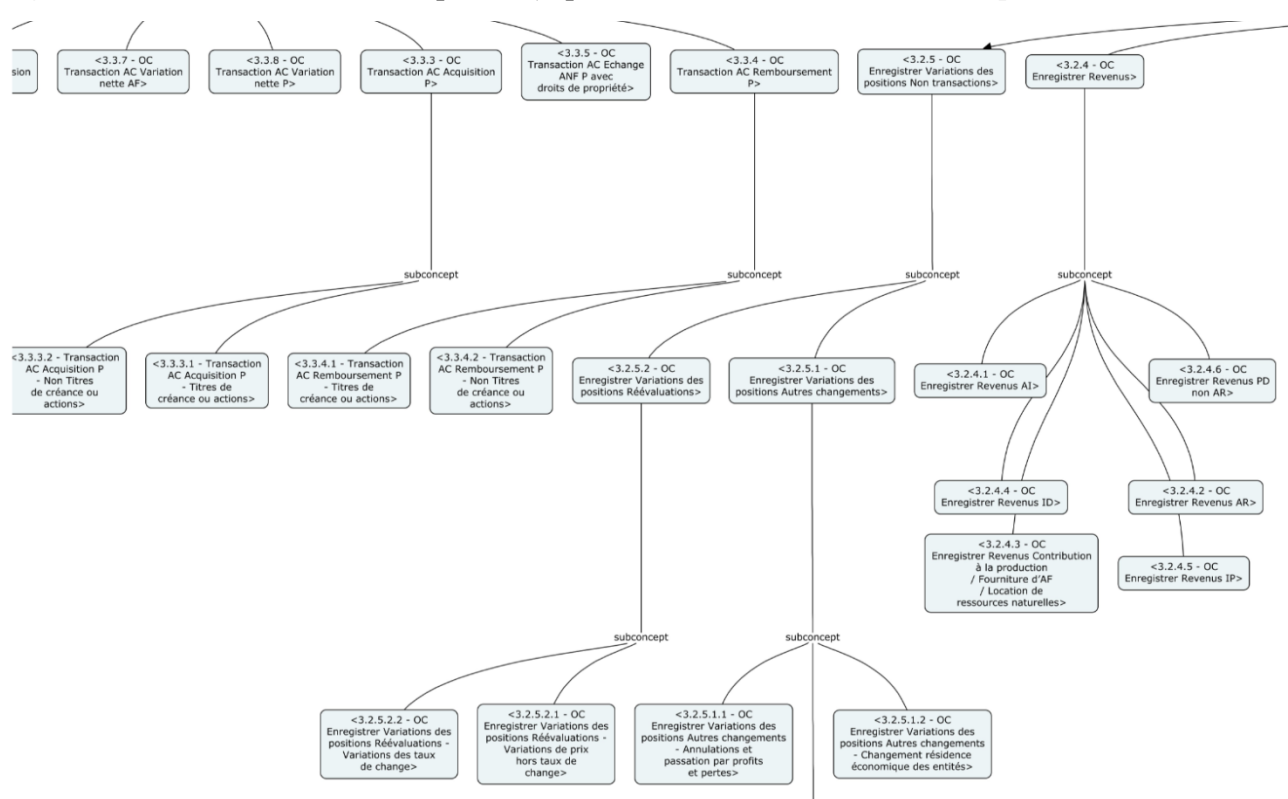 sion
<3.3.7 - OC
Transaction AC Variation
nette AF>
<3.3.8 - OC
Transaction AC Variation
nette P>
<3.3.3 - OC
Transaction AC Acquisition
P>
<3.3.5 - OC
Transaction AC Echange
ANF P avec
droits de propriété>
<3.3.4 - OC
Transaction AC Remboursement
P>
<3.2.5 - OC
Enregistrer Variations des
positions Non transactions>
<3.2.4 - OC
Enregistrer Revenus>
subconcept
subconcept
subconcept
subconcept
<3.3.3.2 - Transaction
AC Acquisition P
- Non Titres
de créance ou
actions>
<3.3.3.1 - Transaction
AC Acquisition P
- Titres de
créance ou actions>
<3.3.4.1 - Transaction
AC Remboursement P
- Titres de
créance ou actions>
<3.3.4.2 - Transaction
AC Remboursement P
- Non Titres
de créance ou
actions>
<3.2.5.2 - OC
Enregistrer Variations des
positions Réévaluations>
<3.2.5.1 - OC
Enregistrer Variations des
positions Autres changements>
<3.2.4.1 - OC
Enregistrer Revenus AI>
<3.2.4.6 - OC
Enregistrer Revenus PD
non AR>
<3.2.4.4 - OC
Enregistrer Revenus ID>
<3.2.4.2 - OC
Enregistrer Revenus AR>
<3.2.4.3 - OC
Enregistrer Revenus Contribution
à la production
/ Fourniture d'AF
/ Location de
ressources naturelles>
<3.2.4.5 - OC
Enregistrer Revenus IP>
subconcept
subconcept
<3.2.5.2.2 - OC
Enregistrer Variations des
positions Réévaluations -
Variations des taux
de change>
<3.2.5.2.1 - OC
Enregistrer Variations des
positions Réévaluations -
Variations de prix
hors taux de
change>
<3.2.5.1.1 - OC
Enregistrer Variations des
positions Autres changements
- Annulations et
passation par profits
et pertes>
<3.2.5.1.2 - OC
Enregistrer Variations des
positions Autres changements
- Changement résidence
économique des entités>